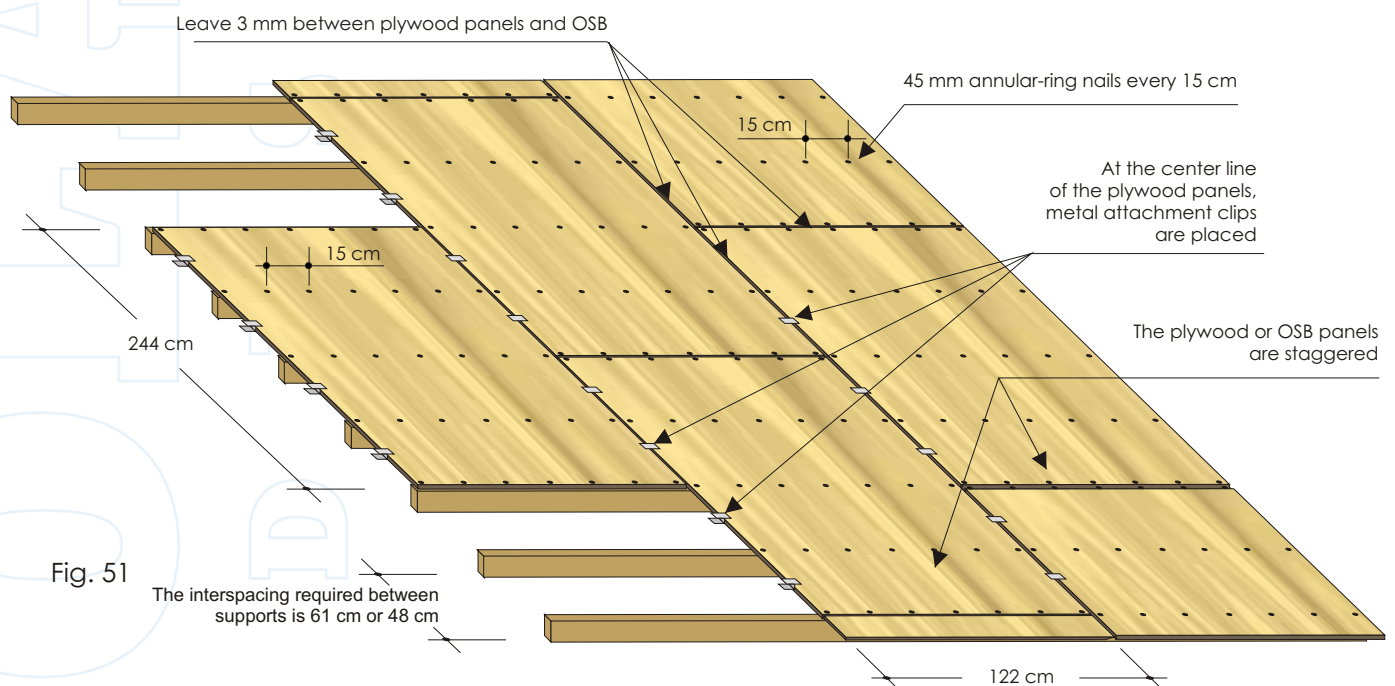 Leave 3 mm between plywood panels and OSB
45 mm annular-ring nails every 15 cm
15 cm
At the center line
of the plywood panels,
metal attachment clips
are placed
15 cm
The plywood or OSB panels
are staggered
244 cm
Fig. 51
The interspacing required between
supports is 61 cm or 48 cm
122 cm